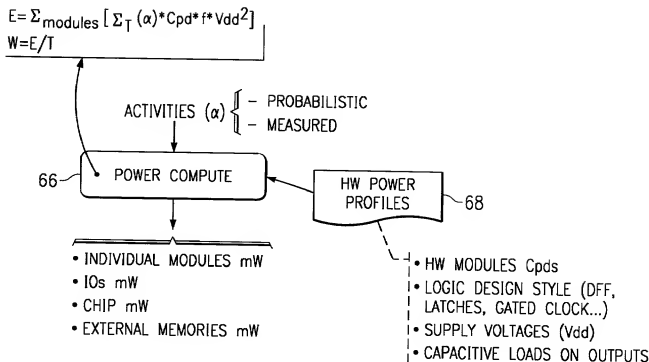 E=Σmodules[ΣT(α)*Cpd*f*Vdd²]
W=E/T
ACTIVITIES (α)
- PROBABILISTIC
- MEASURED
66
POWER COMPUTE
HW POWER
PROFILES
68
• INDIVIDUAL MODULES mW
• IOs mW
• CHIP mW
• EXTERNAL MEMORIES mW
• HW MODULES Cpds
• LOGIC DESIGN STYLE (DFF,
LATCHES, GATED CLOCK...)
• SUPPLY VOLTAGES (Vdd)
• CAPACITIVE LOADS ON OUTPUTS